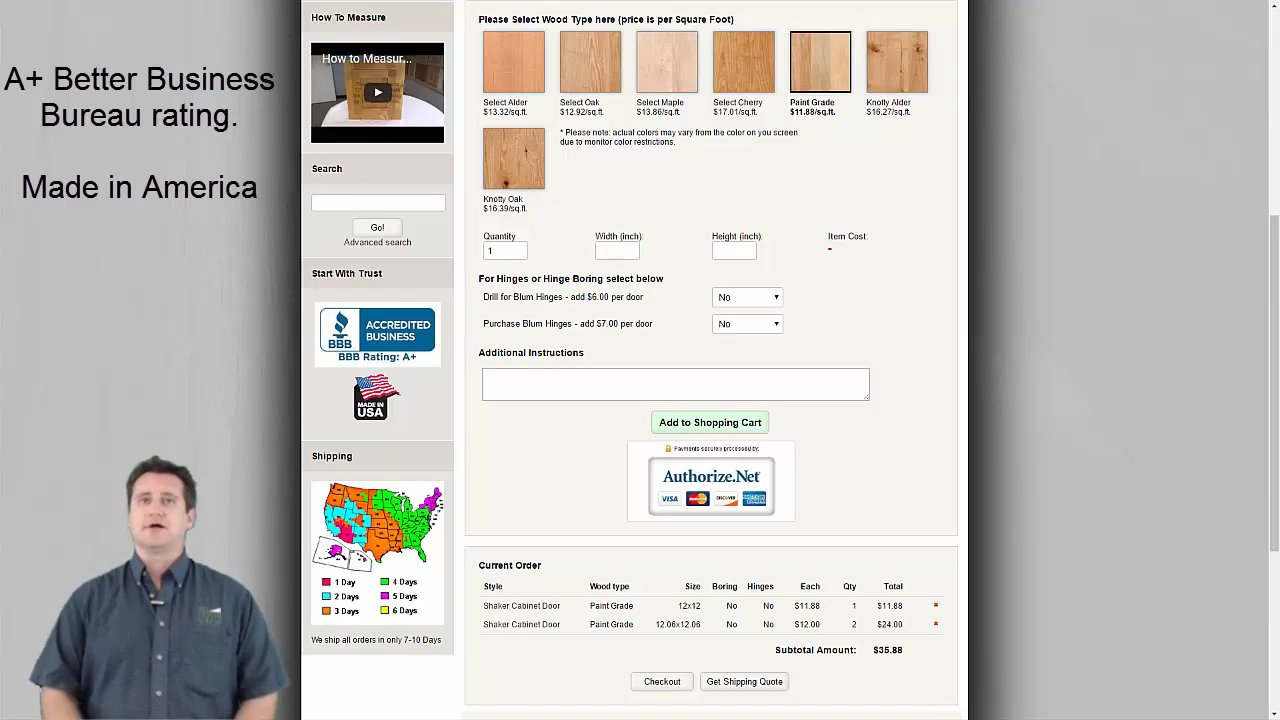 A+ Better Business
Bureau rating.
Made in America
How To Measure
How to Measur...
Search
Go!
Advanced search
Start With Trust
BBB
ACCREDITED
BUSINESS
BBB Rating: A+
MADE IN
USA
Shipping
1 Day
4 Days
2 Days
5 Days
3 Days
6 Days
We ship all orders in only 7-10 Days
Please Select Wood Type here (price is per Square Foot)
Select Alder
$13.32/sq.ft.
Select Oak
$12.92/sq.ft.
Select Maple
$13.86/sq.ft.
Select Cherry
$17.01/sq.ft.
Paint Grade
$11.88/sq.ft.
Knotty Alder
$16.27/sq.ft.
Knotty Oak
$16.39/sq.ft.
* Please note: actual colors may vary from the color on you screen
due to monitor color restrictions.
Quantity
1
Width (inch):
Height (inch):
Item Cost:
-
For Hinges or Hinge Boring select below
Drill for Blum Hinges - add $6.00 per door
No
Purchase Blum Hinges - add $7.00 per door
No
Additional Instructions
Add to Shopping Cart
Payments securely processed by:
Authorize.Net
VISA
MasterCard
DISCOVER
Current Order
Style Wood type Size Boring Hinges Each Qty Total
Shaker Cabinet Door Paint Grade 12x12 No No $11.88 1 $11.88
Shaker Cabinet Door Paint Grade 12.06x12.06 No No $12.00 2 $24.00
Subtotal Amount: $35.88
Checkout
Get Shipping Quote